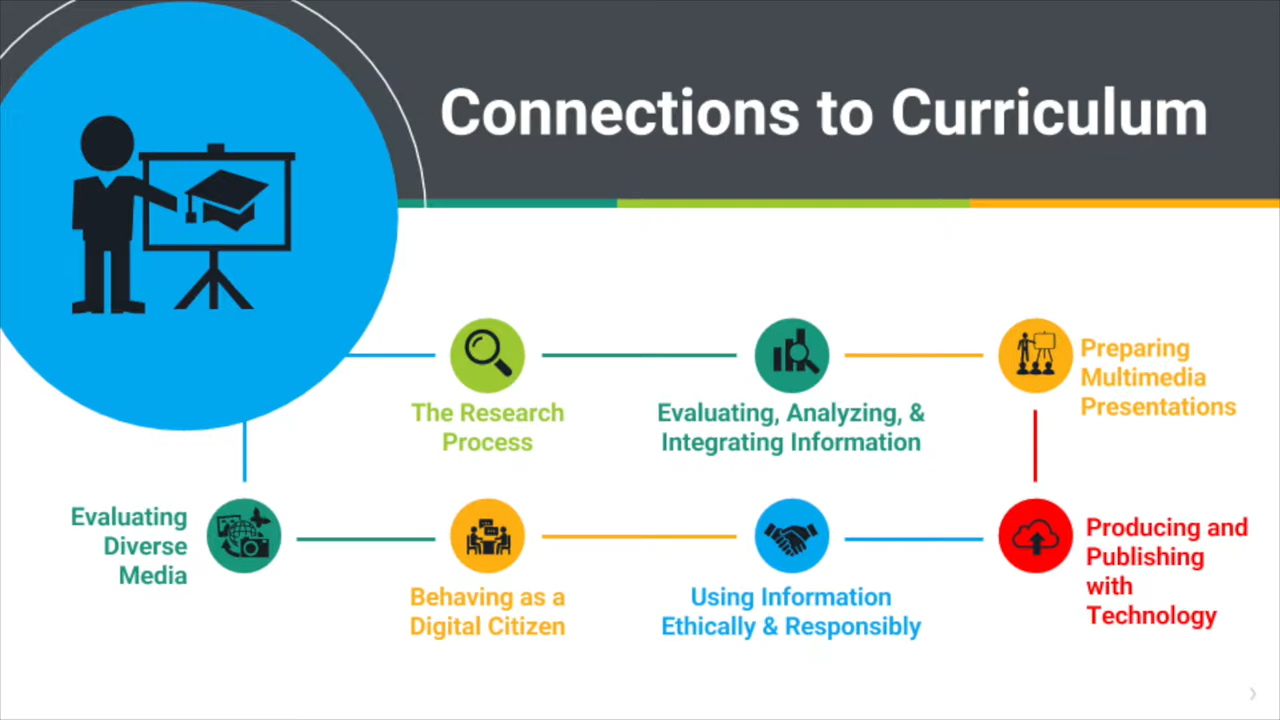 Connections to Curriculum
The Research
Process
Evaluating, Analyzing, &
Integrating Information
Preparing
Multimedia
Presentations
Evaluating
Diverse
Media
Behaving as a
Digital Citizen
Using Information
Ethically & Responsibly
Producing and
Publishing
with
Technology